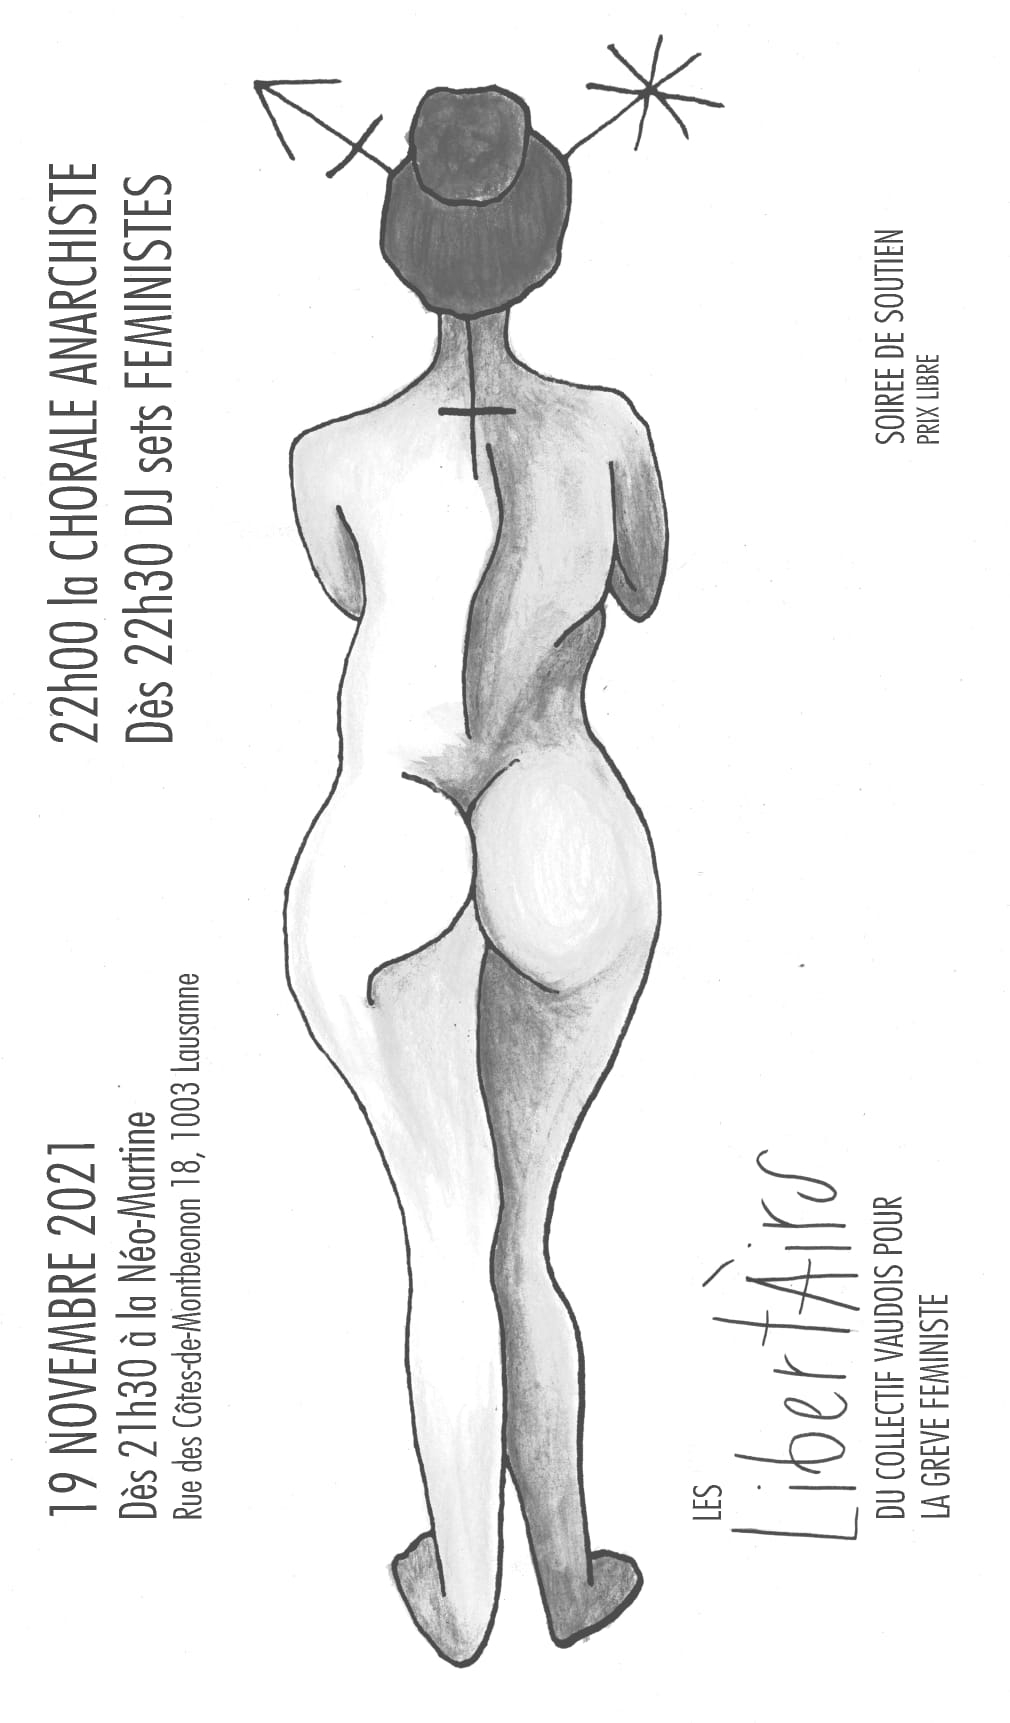 19 NOVEMBRE 2021
Dès 21h30 à la Néo-Martine
Rue des Côtes-de-Montbeonon 18, 1003 Lausanne
22h00 la CHORALE ANARCHISTE
Dès 22h30 DJ sets FEMINISTES
LES
LiberTÀirs
DU COLLECTIF VAUDOIS POUR
LA GREVE FEMINISTE
SOIREE DE SOUTIEN
PRIX LIBRE